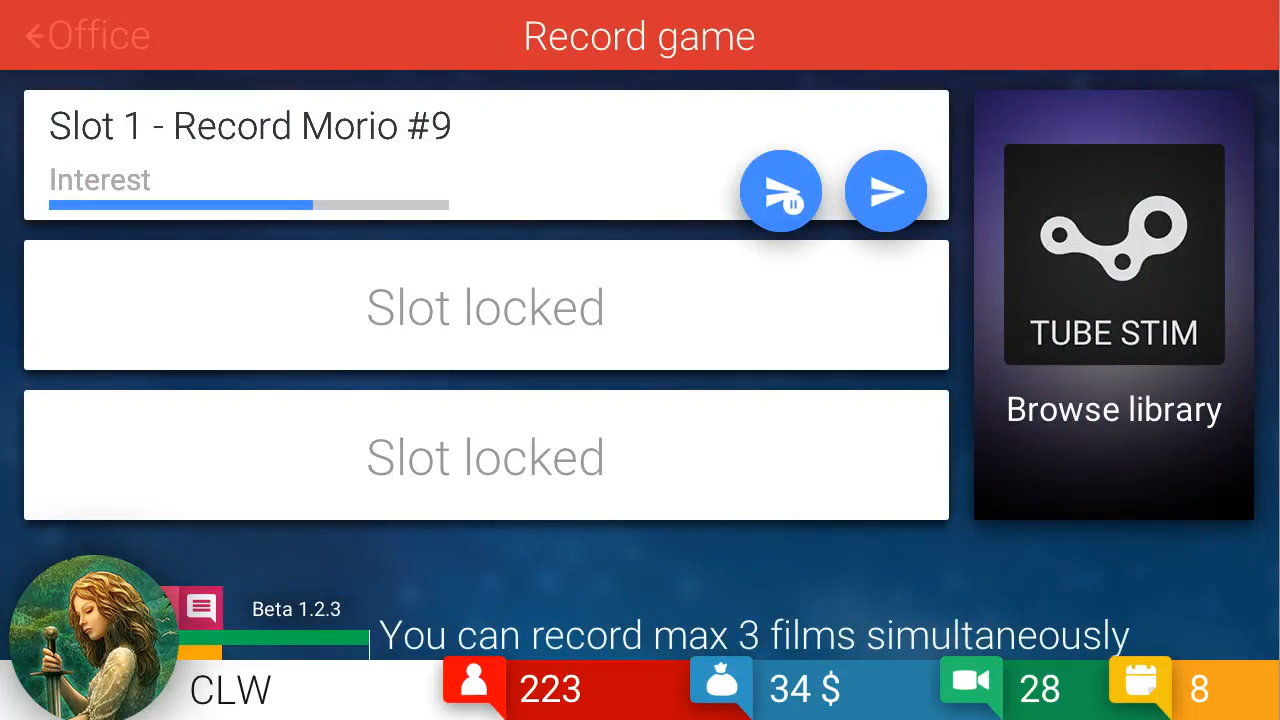 Office
Record game
Slot 1 - Record Morio #9
Interest
Slot locked
Slot locked
TUBE STIM
Browse library
Beta 1.2.3
You can record max 3 films simultaneously
CLW
223
34 $
28
8